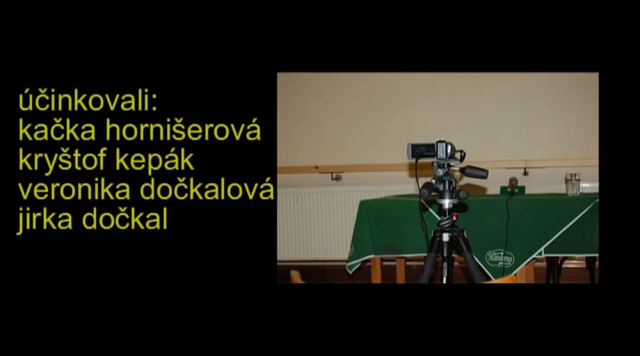 účinkovali:
kačka hornišerová
kryštof kepák
veronika dočkalová
jirka dočkal